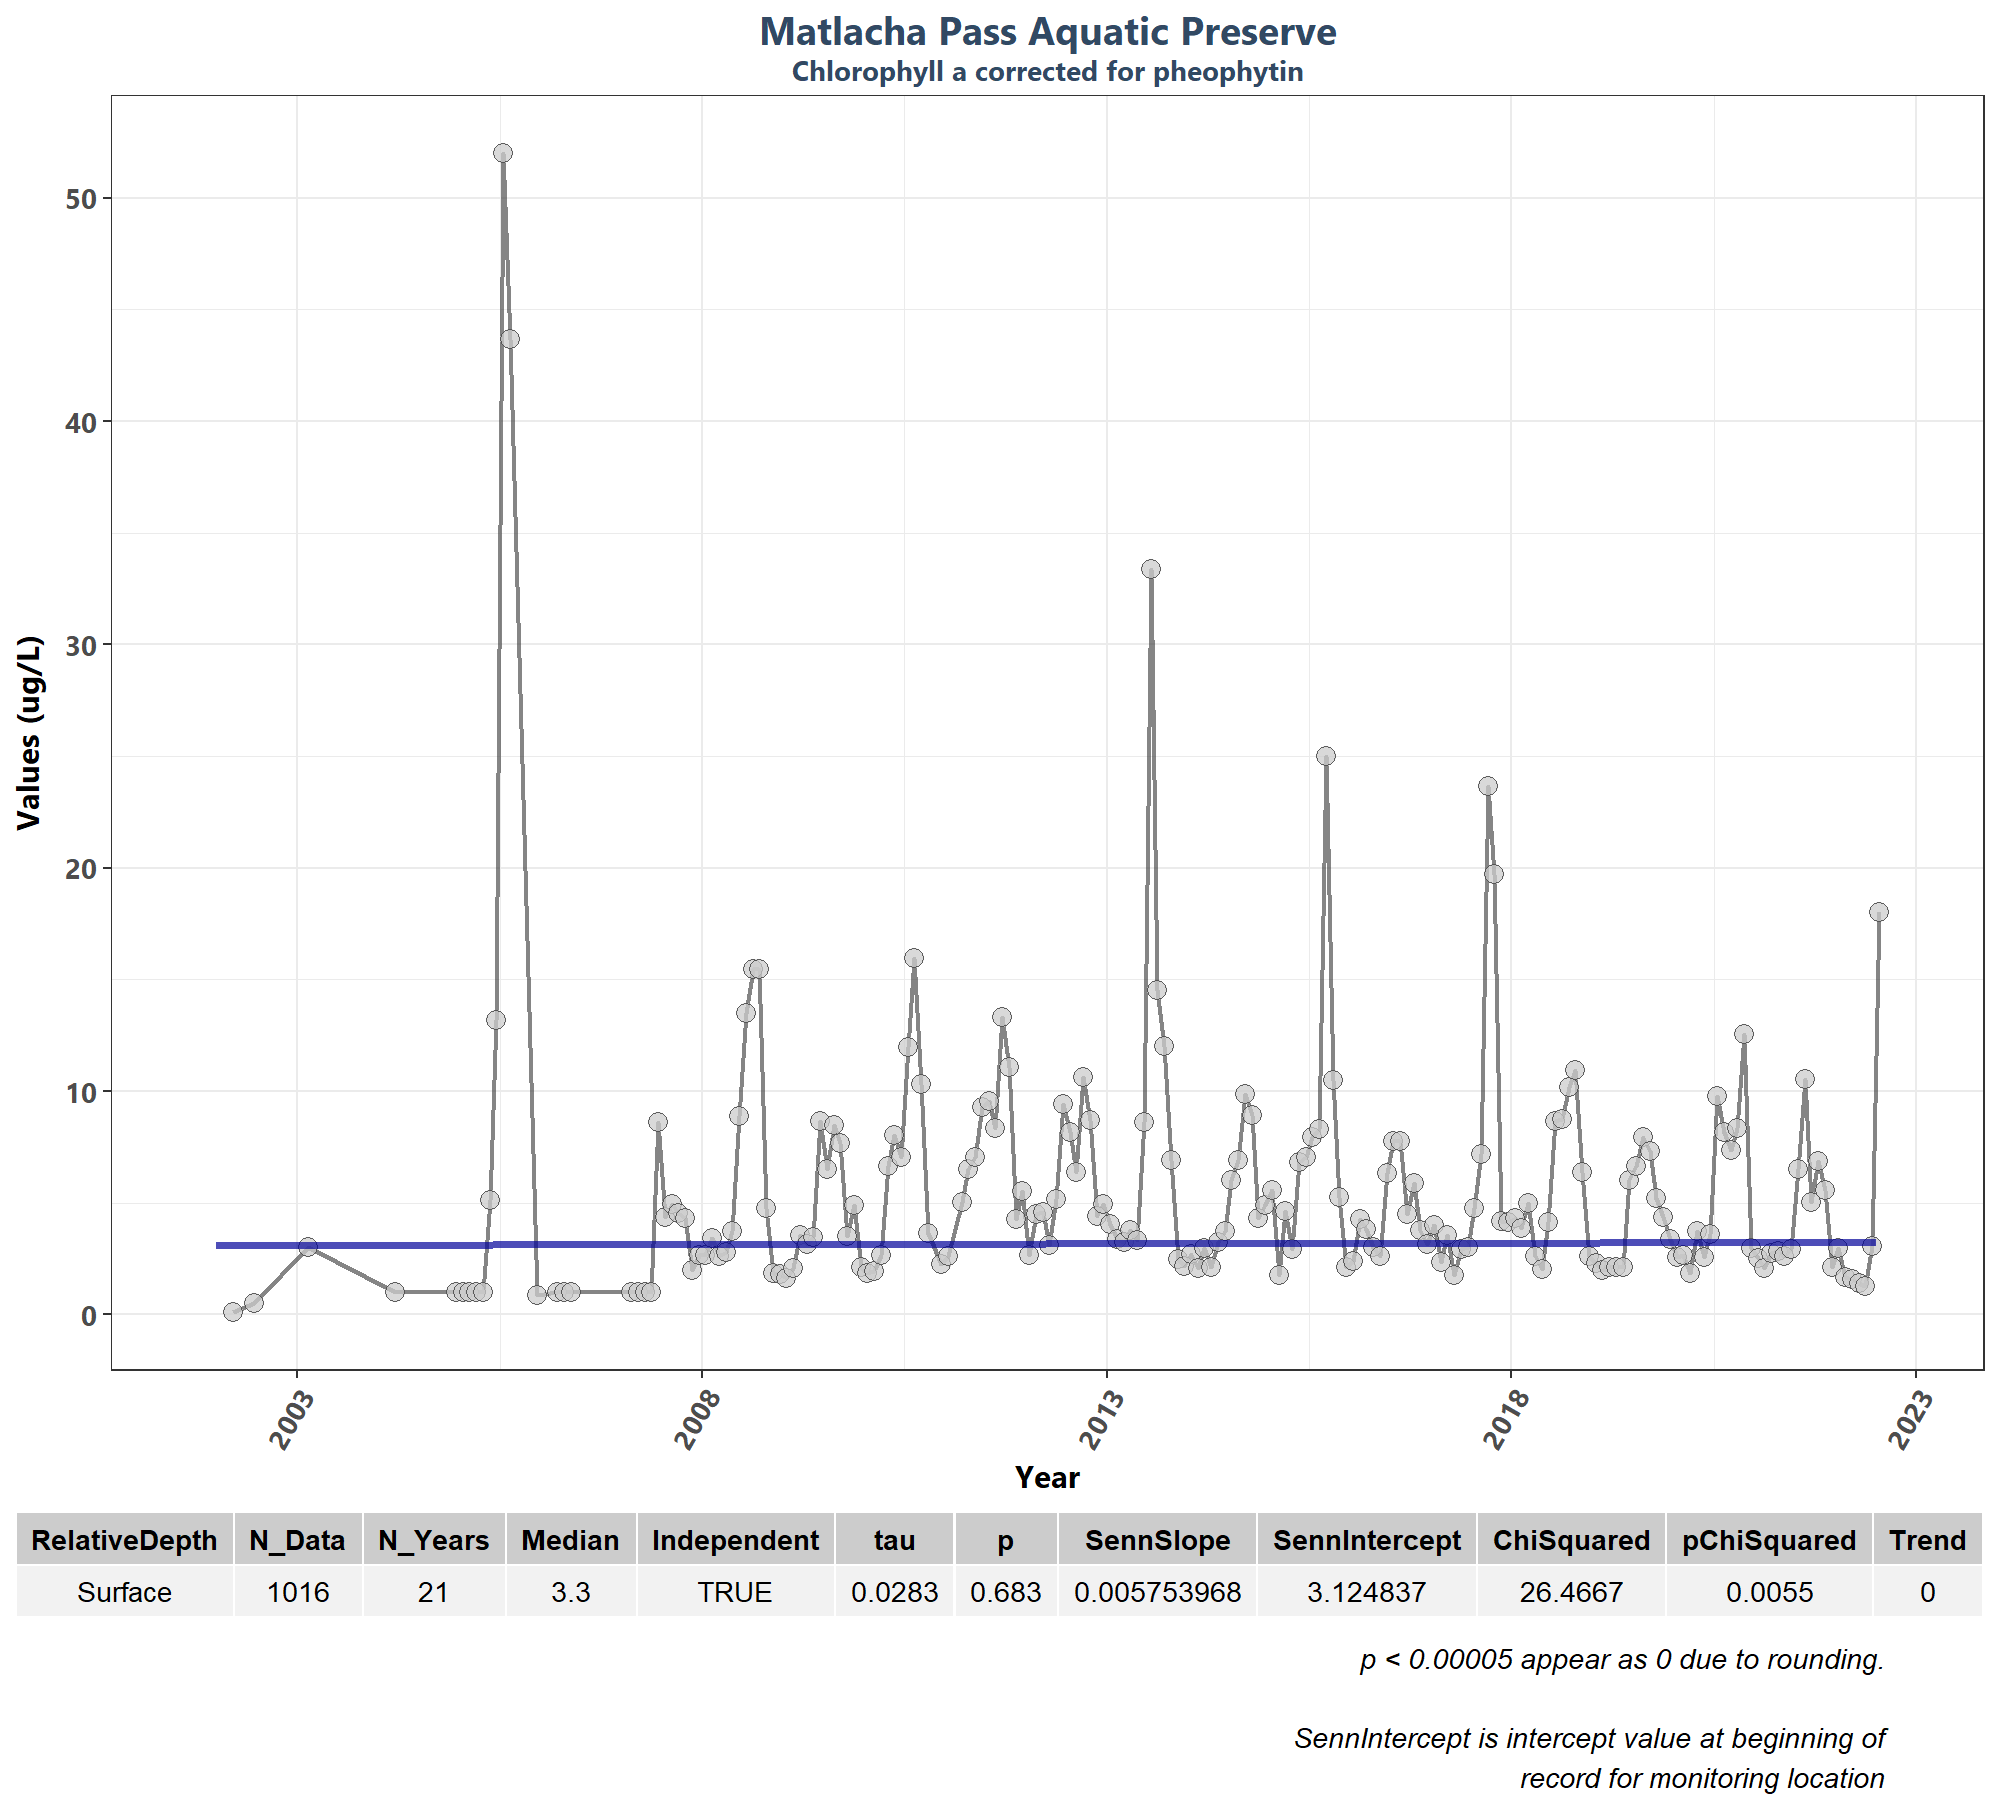 Matlacha Pass Aquatic Preserve
Chlorophyll a corrected for pheophytin
Values (ug/L)
50
40
30
20
10
0
2003 2008 2013 2018 2023
Year
RelativeDepth N_Data N_Years Median Independent tau p SennSlope SennIntercept ChiSquared pChiSquared Trend
Surface 1016 21 3.3 TRUE 0.0283 0.683 0.005753968 3.124837 26.4667 0.0055 0
p < 0.00005 appear as 0 due to rounding.
SennIntercept is intercept value at beginning of
record for monitoring location